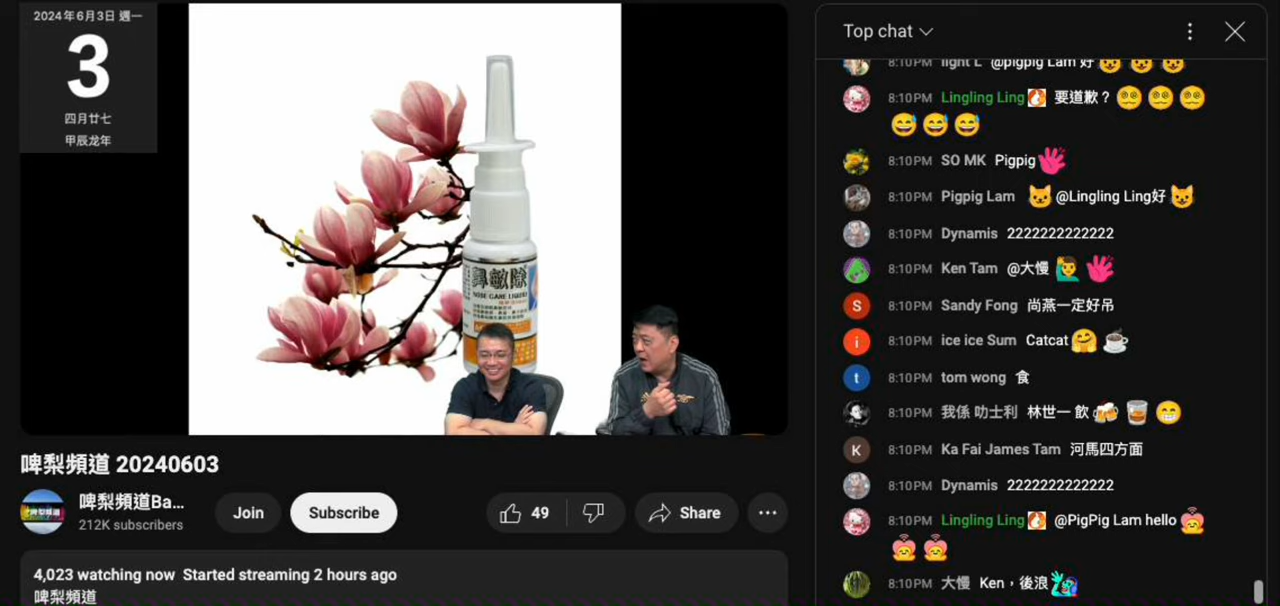 2024年6月3日 週一
3
四月廿七
甲辰龙年
鼻敏除
NOSE CARE LIQUID
啤梨頻道 20240603
啤梨頻道Ba...
212K subscribers
Join
Subscribe
49
Share
4,023 watching now Started streaming 2 hours ago
啤梨頻道
Top chat
8:10PM light L @pigpig Lam 好
8:10PM Lingling Ling 要道歉？
8:10PM SO MK Pigpig
8:10PM Pigpig Lam @Lingling Ling好
8:10PM Dynamis 2222222222222
8:10PM Ken Tam @大慢
S
8:10PM Sandy Fong 尚燕一定好吊
i
8:10PM ice ice Sum Catcat
t
8:10PM tom wong 食
8:10PM 我係 叻士利 林世一 飲
K
8:10PM Ka Fai James Tam 河馬四方面
8:10PM Dynamis 2222222222222
8:10PM Lingling Ling @PigPig Lam hello
8:10PM 大慢 Ken，後浪